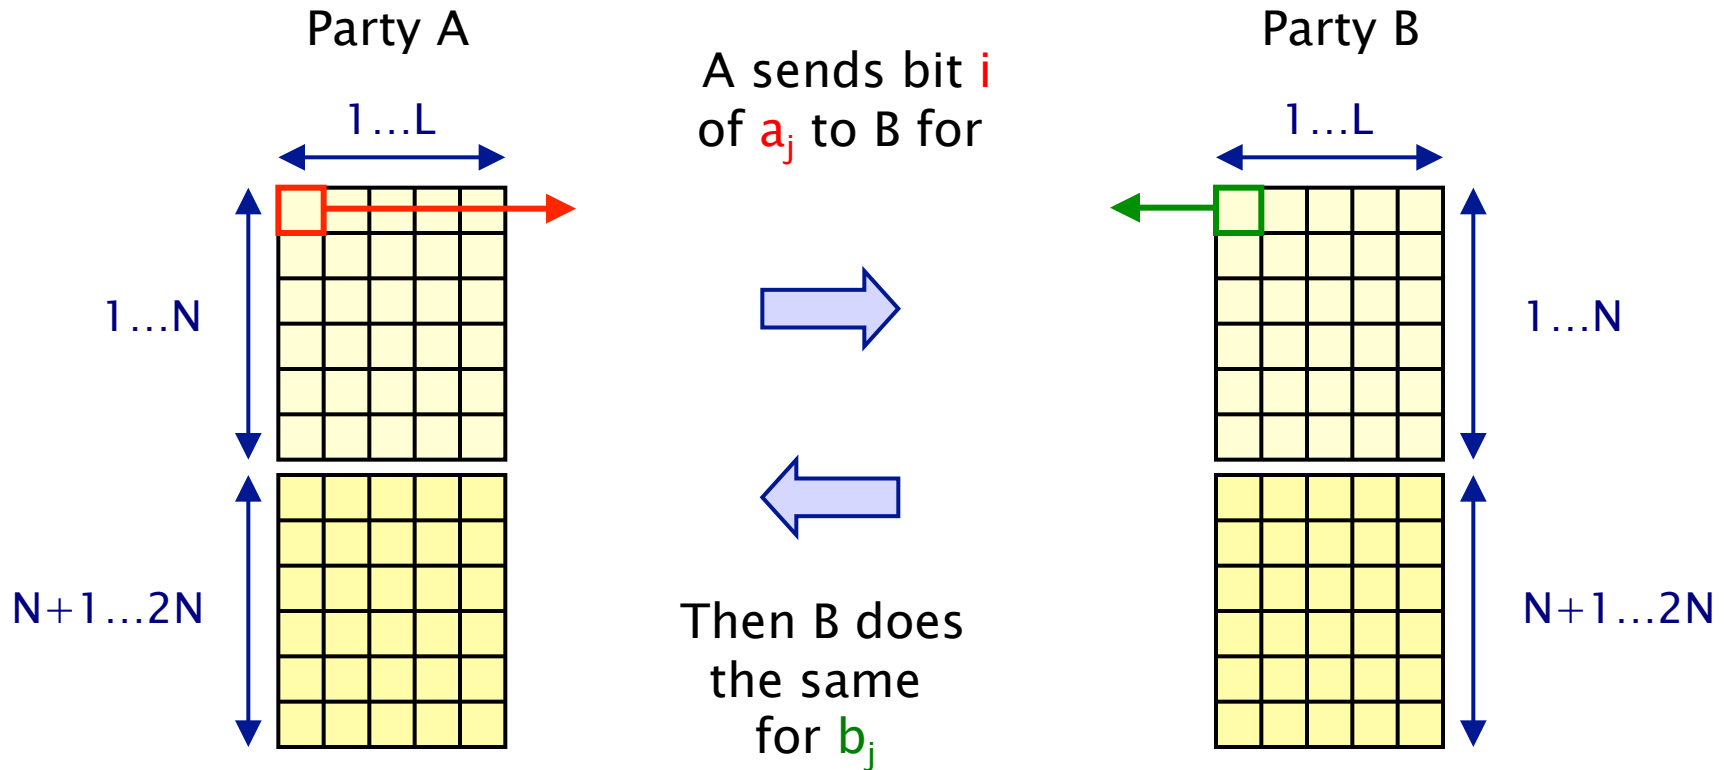 Party A
Party B
A sends bit i
of aj to B for
1...L
1...L
1...N
1...N
N+1...2N
N+1...2N
Then B does
the same
for bj